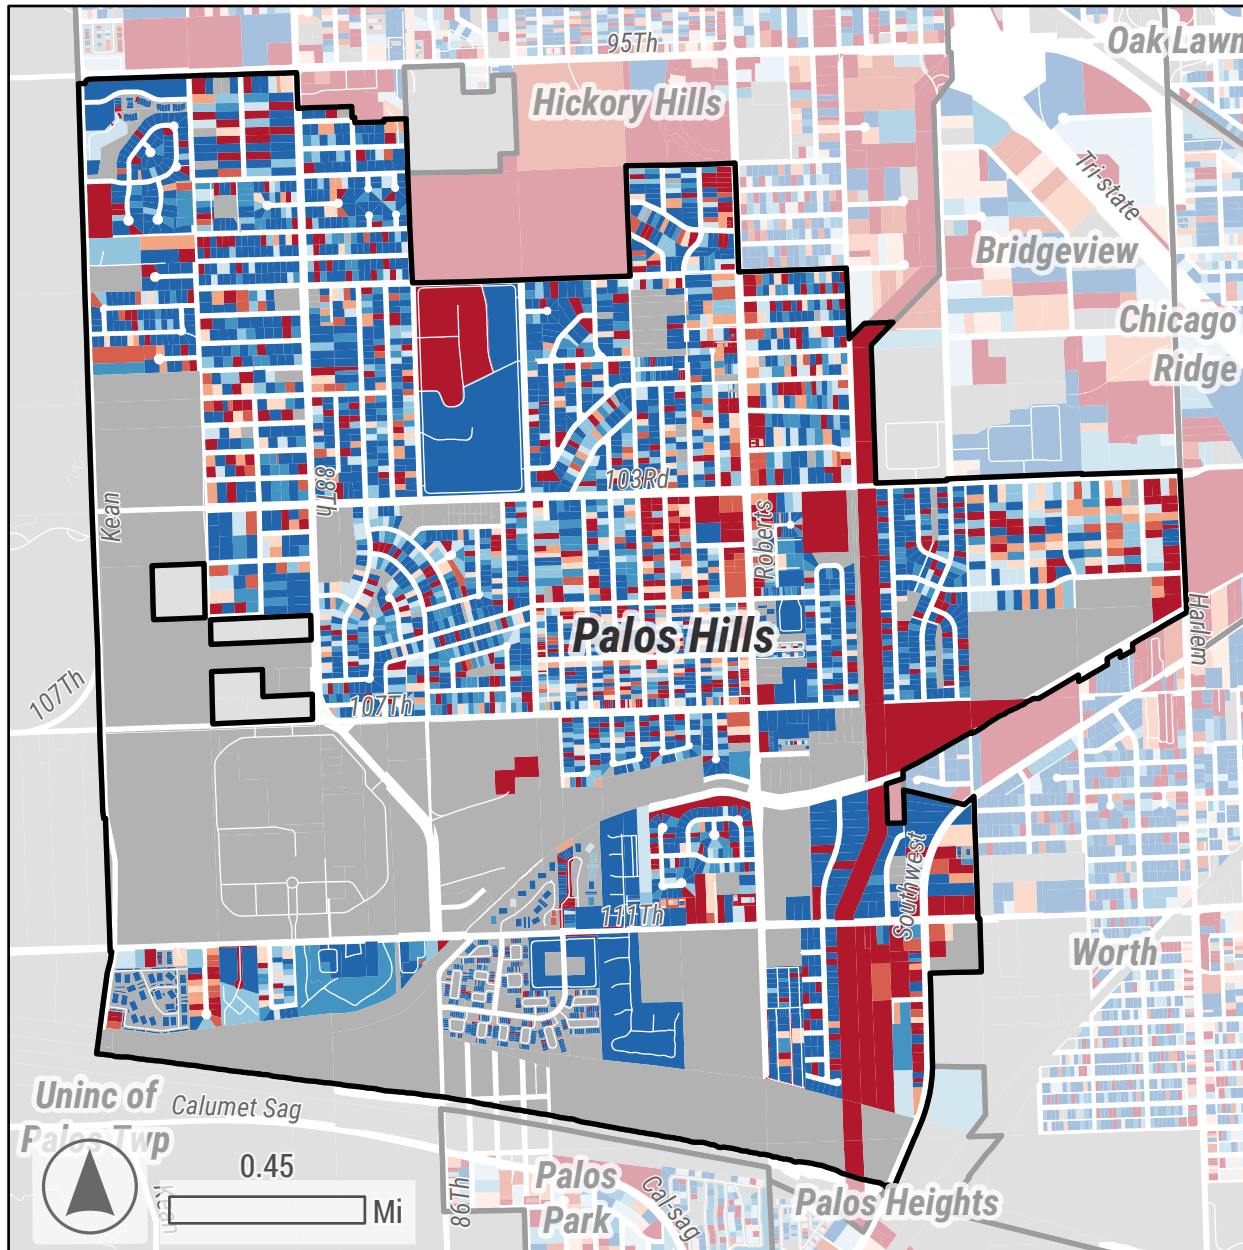 95Th
Oak Lawn
Hickory Hills
Tri-state
Bridgeview
Chicago
Ridge
88Th
103Rd
Kean
Roberts
Palos Hills
Harlem
107Th
107Th
Southwest
111Th
Worth
Uninc of
Palos Twp
Calumet Sag
0.45
Mi
Kean
86Th
Palos
Park
Cal-sag
Palos Heights